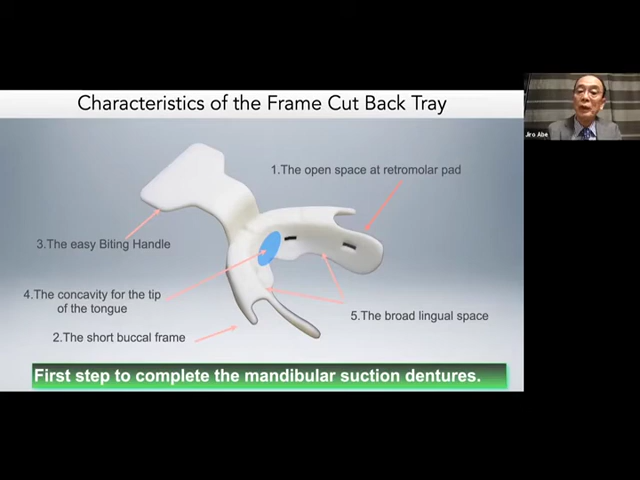 Characteristics of the Frame Cut Back Tray
1.The open space at retromolar pad
3.The easy Biting Handle
4.The concavity for the tip
of the tongue
5.The broad lingual space
2.The short buccal frame
First step to complete the mandibular suction dentures.
Jiro Abe